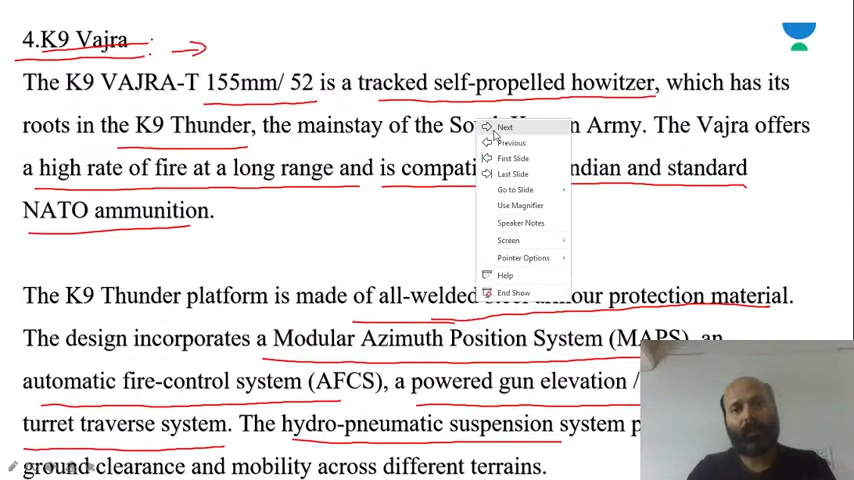 4.K9 Vajra
The K9 VAJRA-T 155mm/ 52 is a tracked self-propelled howitzer, which has its
roots in the K9 Thunder, the mainstay of the Army. The Vajra offers
a high rate of fire at a long range and is and standard
NATO ammunition.
Next
Previous
First Slide
Last Slide
Go to Slide
Use Magnifier
Speaker Notes
Screen
Pointer Options
Help
End Show
The K9 Thunder platform is made of all-welded armour protection material.
The design incorporates a Modular Azimuth Position System (MAPS), an
automatic fire-control system (AFCS), a powered gun elevation /
turret traverse system. The hydro-pneumatic suspension system
ground clearance and mobility across different terrains.